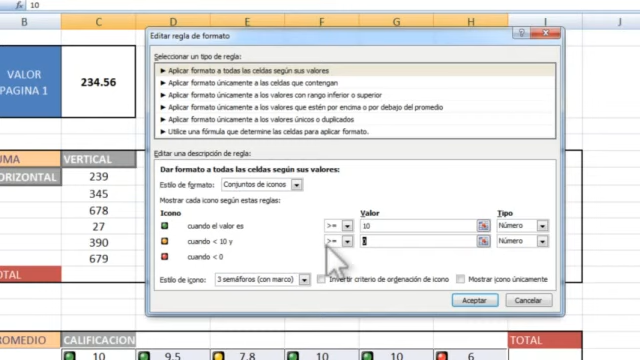 fx 10
B C D E F G H I J
VALOR
PAGINA 1
234.56
UMA VERTICAL
ORIZONTAL 239
345
678
27
390
679
TOTAL
ROMEDIO CALIFICACION TOTAL
10 9.5 7.8 10 10 6
Editar regla de formato
Seleccionar un tipo de regla:
► Aplicar formato a todas las celdas según sus valores
► Aplicar formato únicamente a las celdas que contengan
► Aplicar formato únicamente a los valores con rango inferior o superior
► Aplicar formato únicamente a los valores que estén por encima o por debajo del promedio
► Aplicar formato únicamente a los valores únicos o duplicados
► Utilice una fórmula que determine las celdas para aplicar formato.
Editar una descripción de regla:
Dar formato a todas las celdas según sus valores:
Estilo de formato: Conjuntos de iconos
Mostrar cada icono según estas reglas:
Icono Valor Tipo
cuando el valor es >= 10 Número
cuando < 10 y >= 0 Número
cuando < 0
Estilo de icono: 3 semáforos (con marco) Invertir criterio de ordenación de icono Mostrar icono únicamente
Aceptar Cancelar